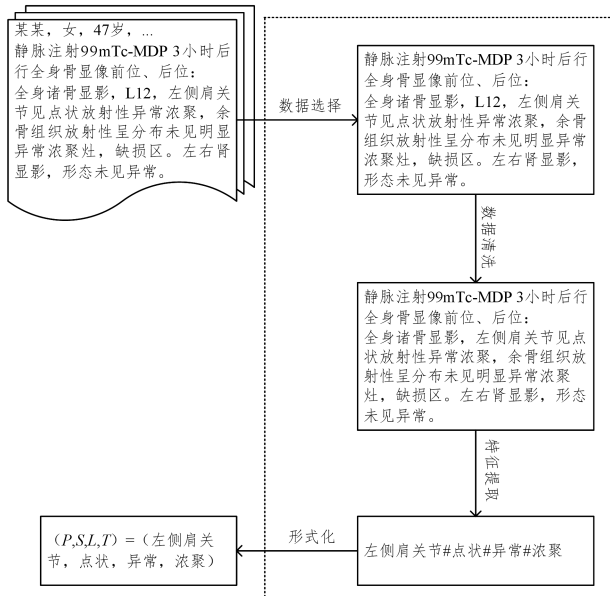 某某，女，47岁，...
静脉注射99mTc-MDP 3小时后
行全身骨显像前位、后位：
全身诸骨显影，L12，左侧肩关
节见点状放射性异常浓聚，余
骨组织放射性呈分布未见明显
异常浓聚灶，缺损区。左右肾
显影，形态未见异常。
数据选择
静脉注射99mTc-MDP 3小时后行
全身骨显像前位、后位：
全身诸骨显影，L12，左侧肩关
节见点状放射性异常浓聚，余骨
组织放射性呈分布未见明显异常
浓聚灶，缺损区。左右肾显影，
形态未见异常。
数据清洗
静脉注射99mTc-MDP 3小时后行
全身骨显像前位、后位：
全身诸骨显影，左侧肩关节见点
状放射性异常浓聚，余骨组织放
射性呈分布未见明显异常浓聚
灶，缺损区。左右肾显影，形态
未见异常。
特征提取
左侧肩关节#点状#异常#浓聚
形式化
（P,S,L,T）＝（左侧肩关
节，点状，异常，浓聚）